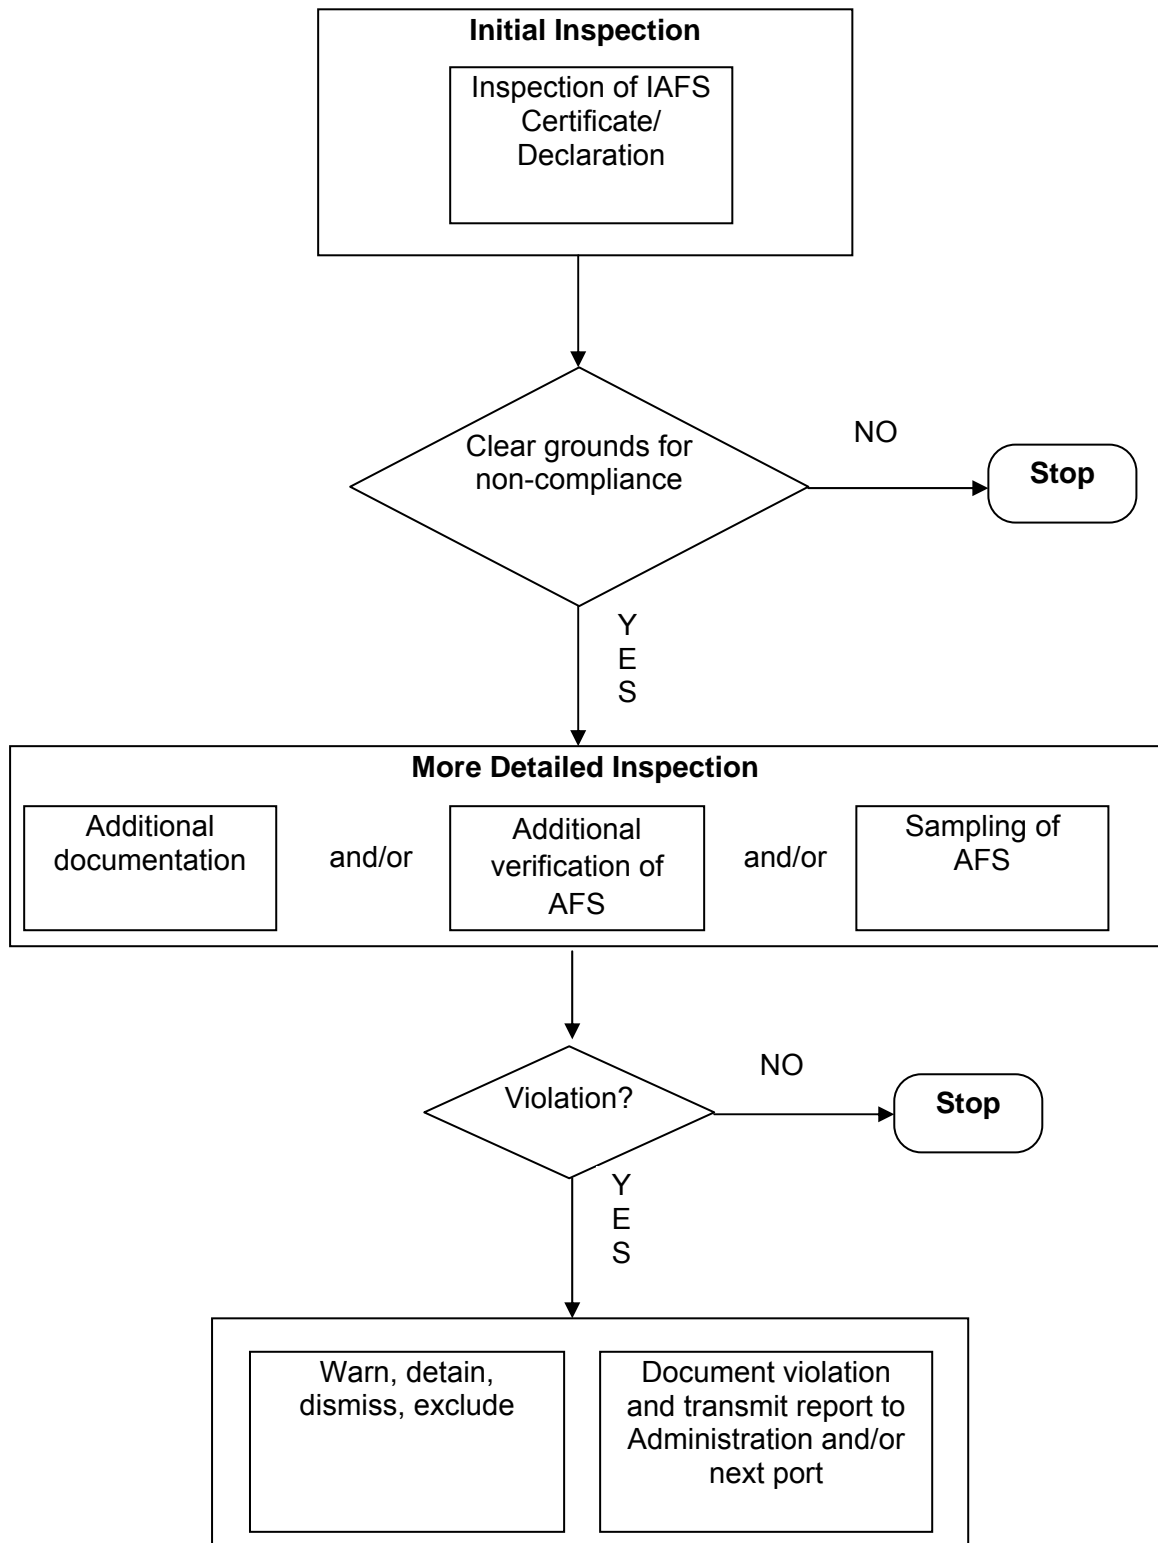 Initial Inspection
Inspection of IAFS
Certificate/
Declaration
Clear grounds for
non-compliance
NO
Stop
Y
E
S
More Detailed Inspection
Additional
documentation
and/or
Additional
verification of
AFS
and/or
Sampling of
AFS
Violation?
NO
Stop
Y
E
S
Warn, detain,
dismiss, exclude
Document violation
and transmit report to
Administration and/or
next port